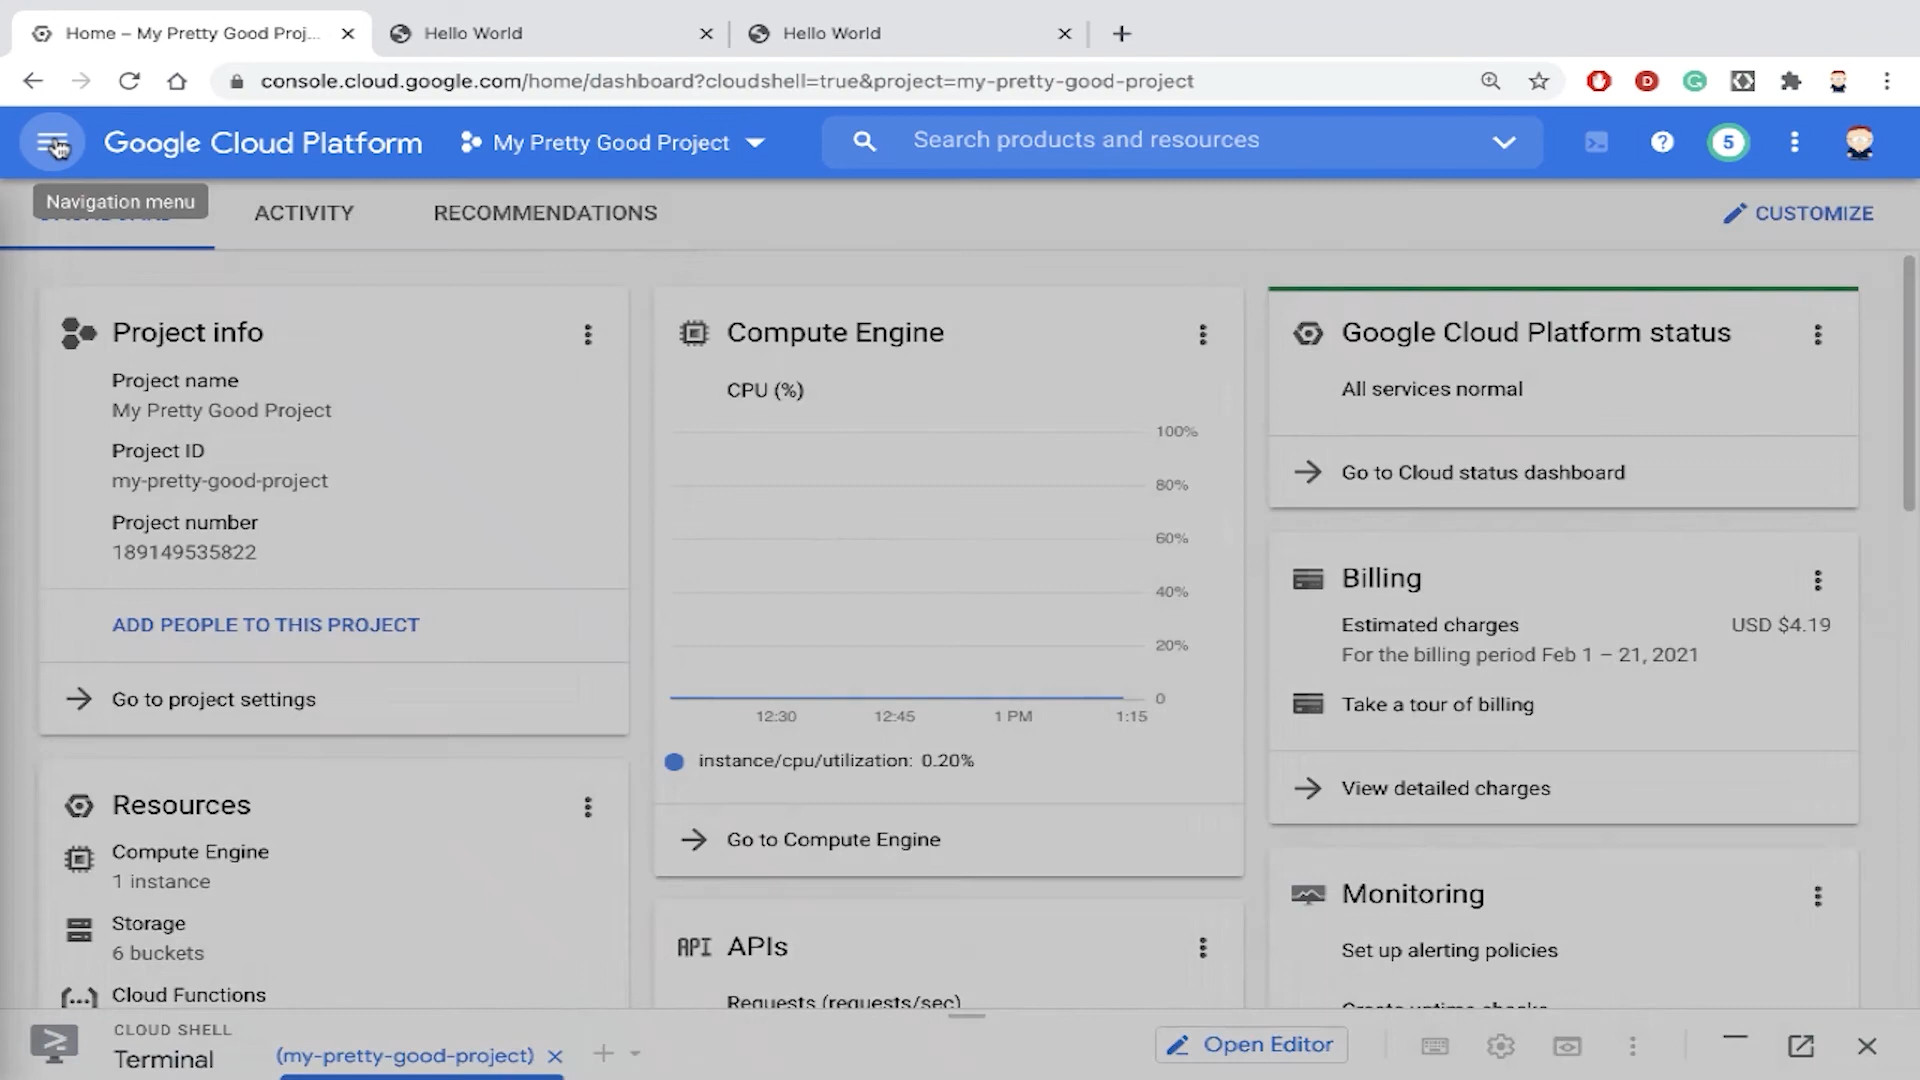 Home – My Pretty Good Proj...
Hello World
Hello World
console.cloud.google.com/home/dashboard?cloudshell=true&project=my-pretty-good-project
Google Cloud Platform
My Pretty Good Project
Search products and resources
5
Navigation menu
ACTIVITY
RECOMMENDATIONS
CUSTOMIZE
Project info
Project name
My Pretty Good Project
Project ID
my-pretty-good-project
Project number
189149535822
ADD PEOPLE TO THIS PROJECT
Go to project settings
Resources
Compute Engine
1 instance
Storage
6 buckets
Cloud Functions
Compute Engine
CPU (%)
100%
80%
60%
40%
20%
0
12:30
12:45
1 PM
1:15
instance/cpu/utilization: 0.20%
Go to Compute Engine
API APIs
Requests (requests/sec)
Google Cloud Platform status
All services normal
Go to Cloud status dashboard
Billing
Estimated charges
USD $4.19
For the billing period Feb 1 – 21, 2021
Take a tour of billing
View detailed charges
Monitoring
Set up alerting policies
Create uptime checks
CLOUD SHELL
Terminal
(my-pretty-good-project)
Open Editor